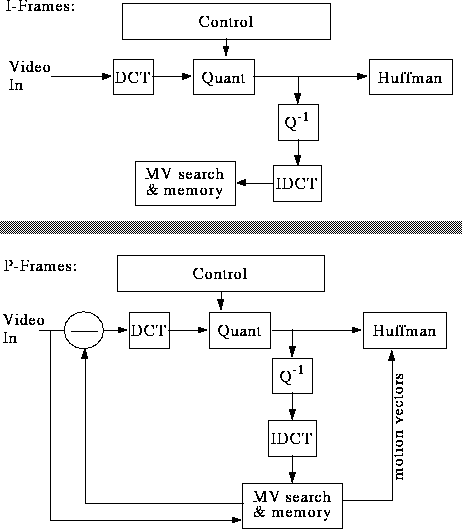 I-Frames:
Control
Video
In
DCT
Quant
Huffman
Q-1
MV search
& memory
IDCT
P-Frames:
Control
Video
In
DCT
Quant
Huffman
Q-1
IDCT
motion vectors
MV search
& memory